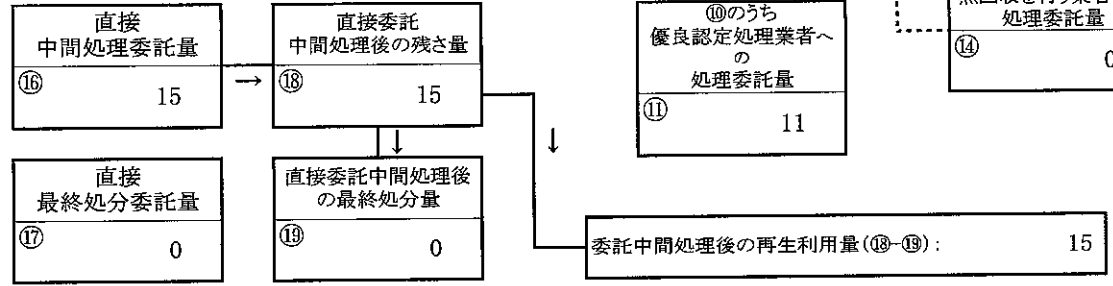 直接
中間処理委託量
⑯
15
→
直接委託
中間処理後の残さ量
⑱
15
⑩のうち
優良認定処理業者へ
の
処理委託量
⑪
11
処理委託量
⑭
0
↓
↓
直接
最終処分委託量
⑰
0
直接委託中間処理後
の最終処分量
⑲
0
委託中間処理後の再生利用量(⑱-⑲):
15